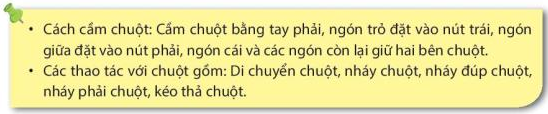 • Cách cầm chuột: Cầm chuột bằng tay phải, ngón trỏ đặt vào nút trái, ngón
giữa đặt vào nút phải, ngón cái và các ngón còn lại giữ hai bên chuột.
• Các thao tác với chuột gồm: Di chuyển chuột, nháy chuột, nháy đúp chuột,
nháy phải chuột, kéo thả chuột.